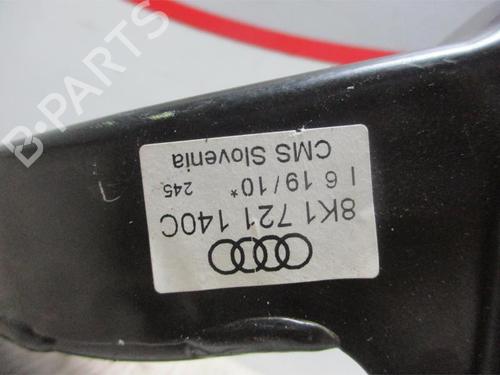 8K1 721 140C
I 6 19/10* 245
CMS Slovenia
B-PARTS